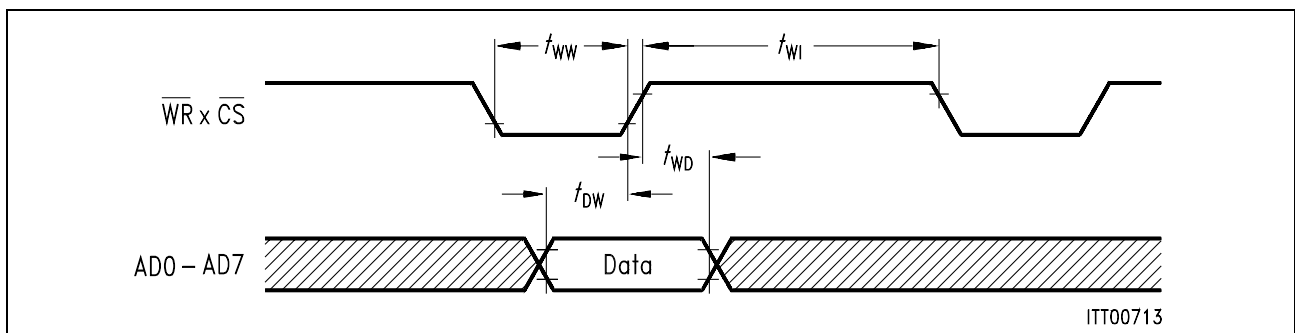 tWW
tWI
WR x CS
tWD
tDW
AD0 – AD7
Data
ITT00713